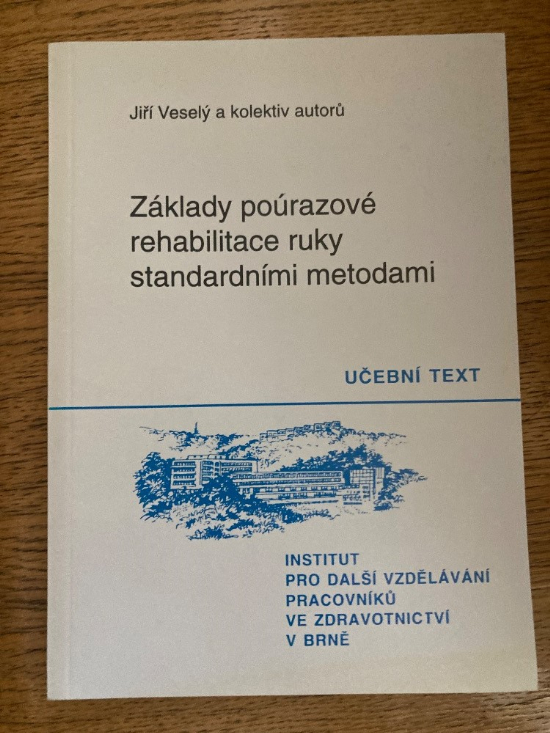 Jiří Veselý a kolektiv autorů
Základy poúrazové
rehabilitace ruky
standardními metodami
UČEBNÍ TEXT
INSTITUT
PRO DALŠÍ VZDĚLÁVÁNÍ
PRACOVNÍKŮ
VE ZDRAVOTNICTVÍ
V BRNĚ